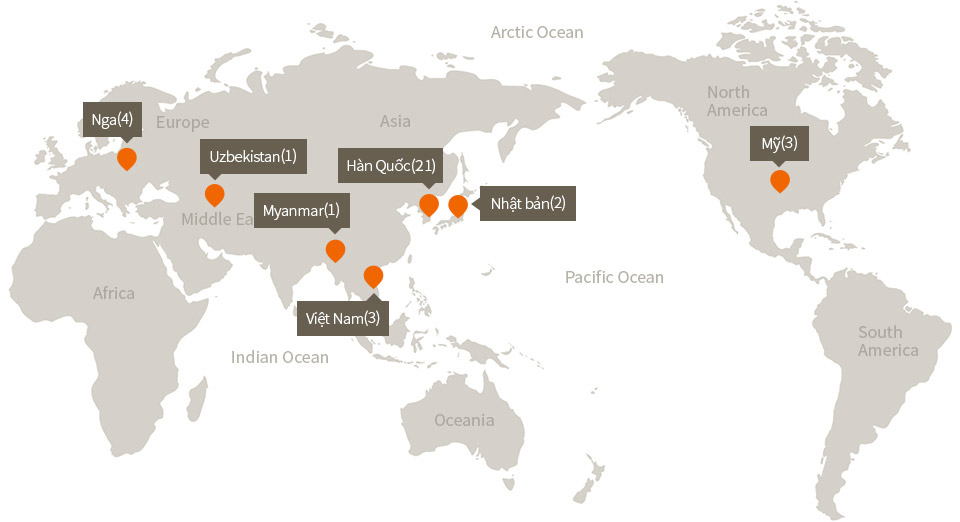 Arctic Ocean
North
America
Nga(4)
Europe
Asia
Mỹ(3)
Uzbekistan(1)
Hàn Quốc(21)
Nhật bản(2)
Myanmar(1)
Middle Ea
Pacific Ocean
Africa
Việt Nam(3)
South
America
Indian Ocean
Oceania